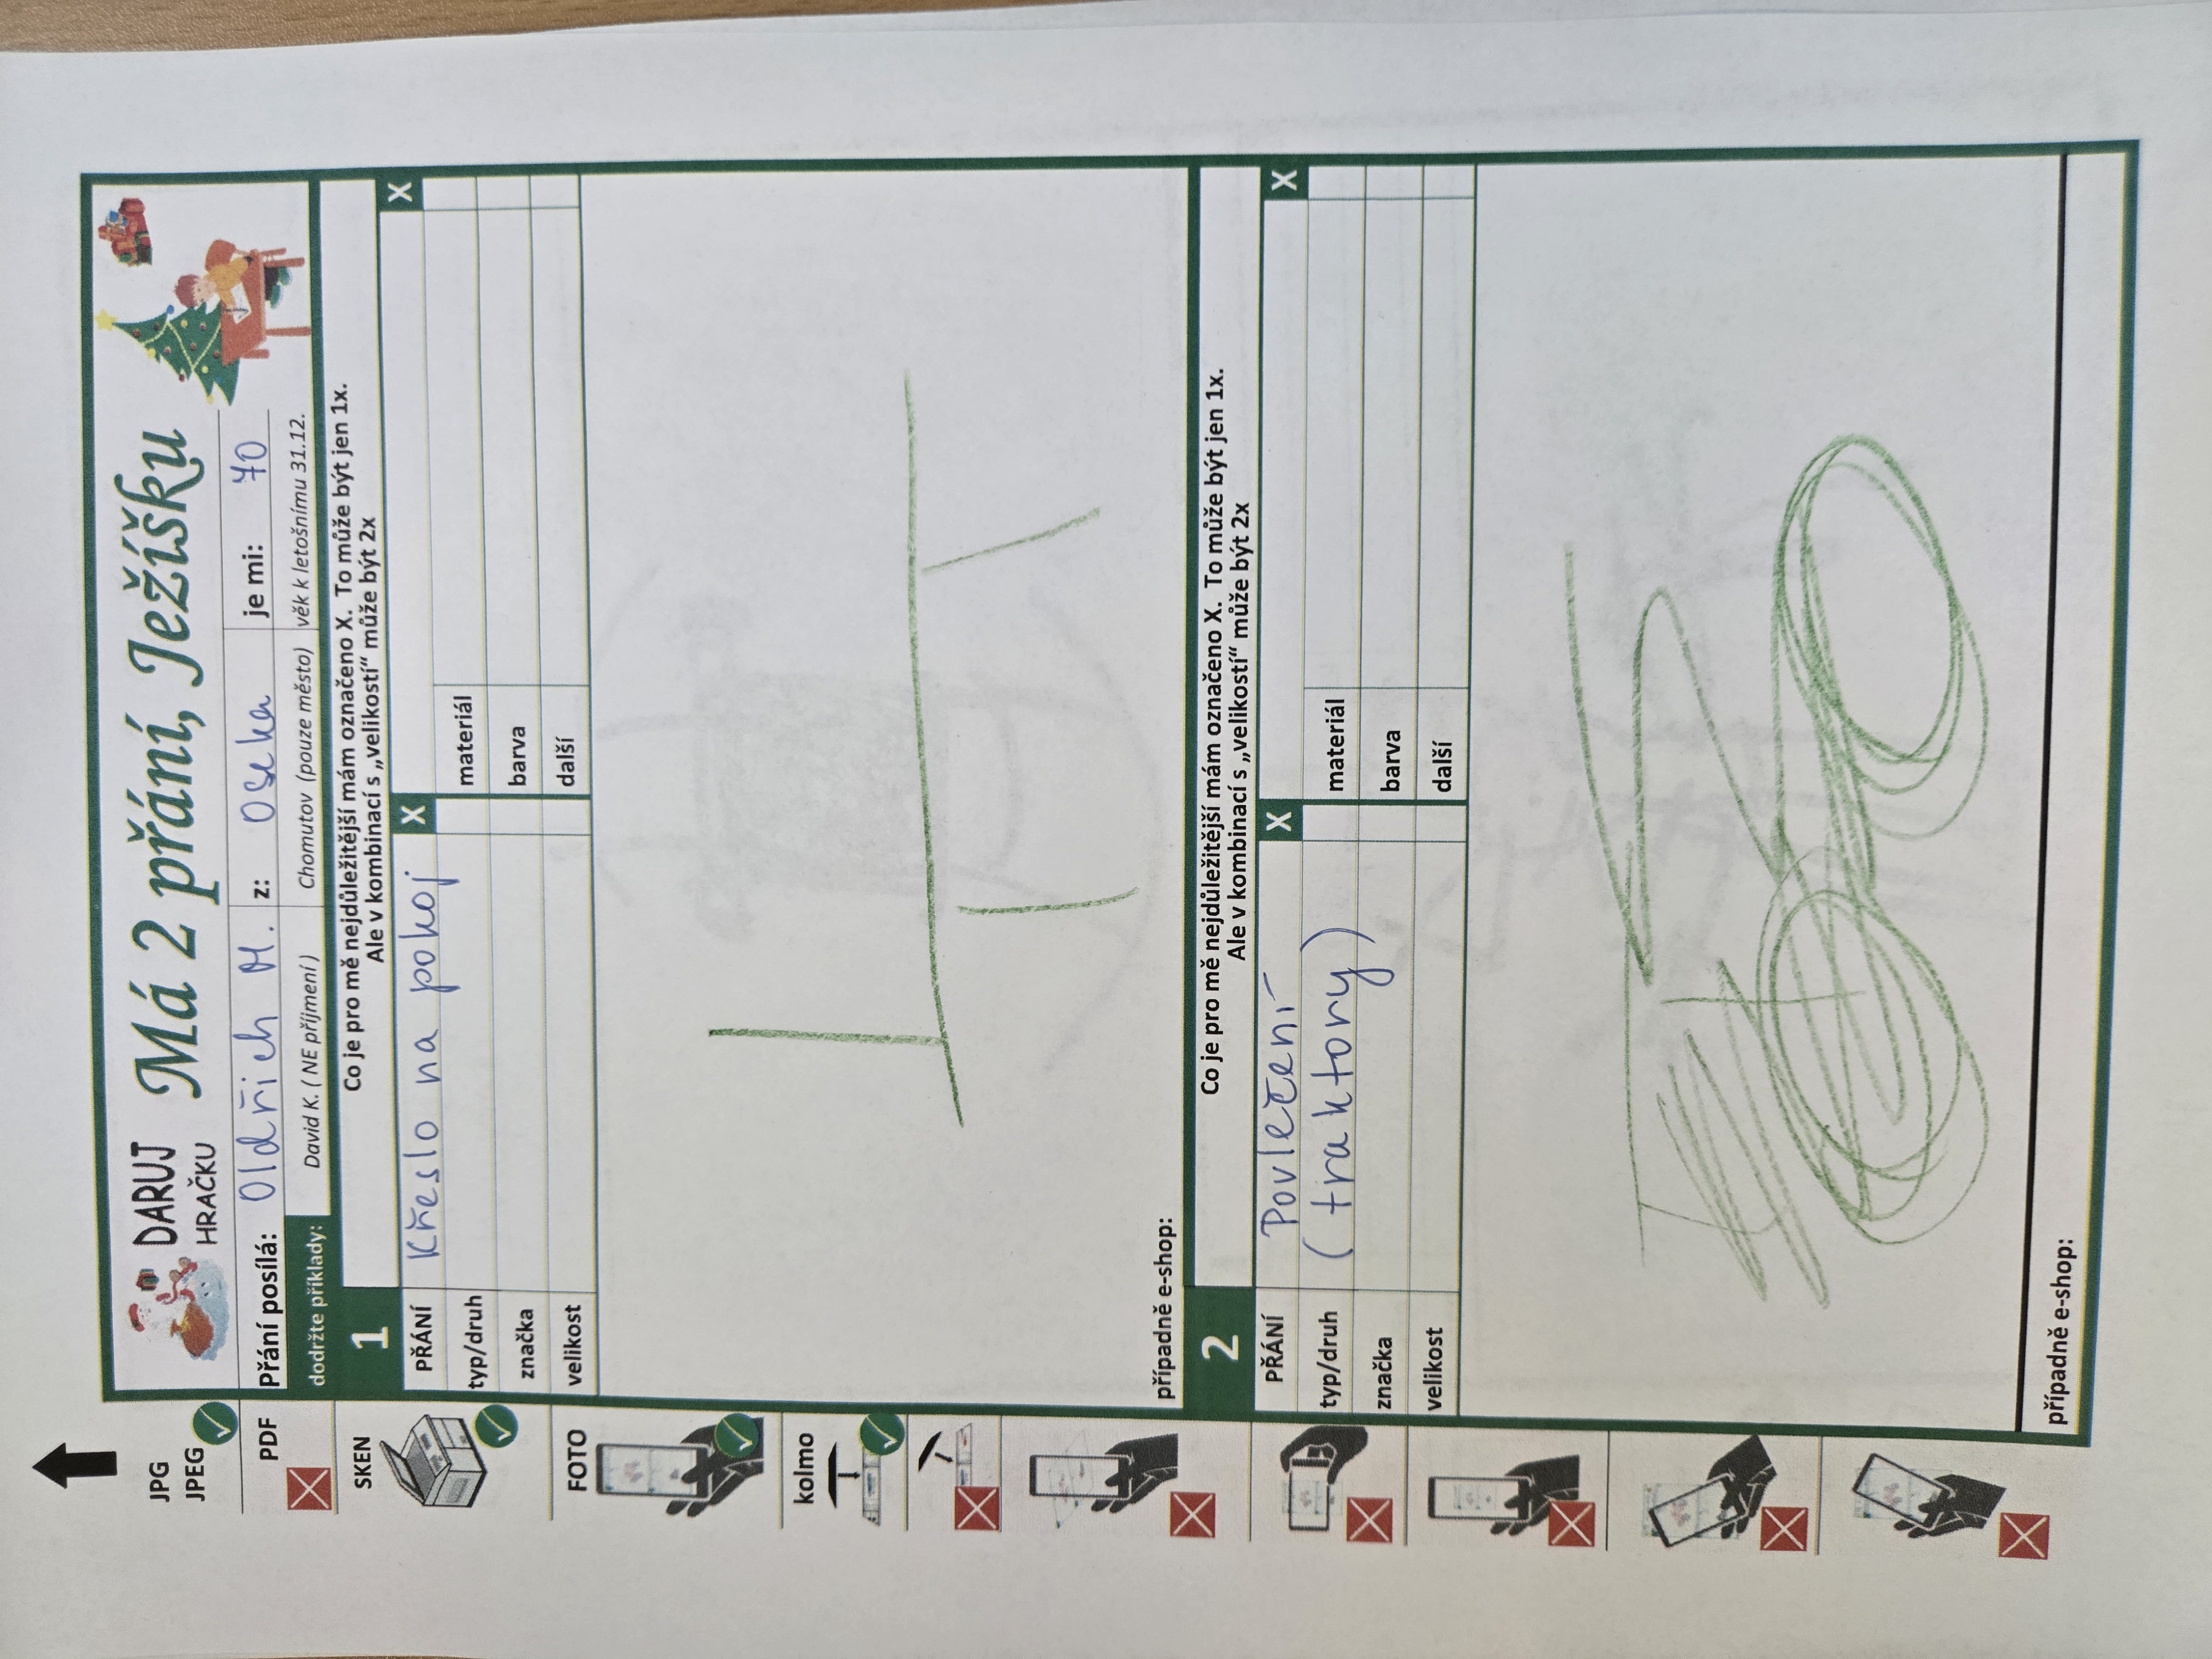 JPG
JPEG
PDF
SKEN
FOTO
kolmo
DARUJ
HRAČKU
Má 2 přání, Ježíšku
Přání posílá: Oldřich M. z: Oseka je mi: 70
dodržte příklady: David K. ( NE příjmení ) Chomutov (pouze město) věk k letošnímu 31.12.
1
Co je pro mě nejdůležitější mám označeno X. To může být jen 1x.
Ale v kombinací s „velikostí“ může být 2x
PŘÁNÍ Křeslo na pokoj X X
typ/druh materiál
značka barva
velikost další
případně e-shop:
2
Co je pro mě nejdůležitější mám označeno X. To může být jen 1x.
Ale v kombinací s „velikostí“ může být 2x
PŘÁNÍ Povlečení X X
typ/druh (traktory) materiál
značka barva
velikost další
případně e-shop: